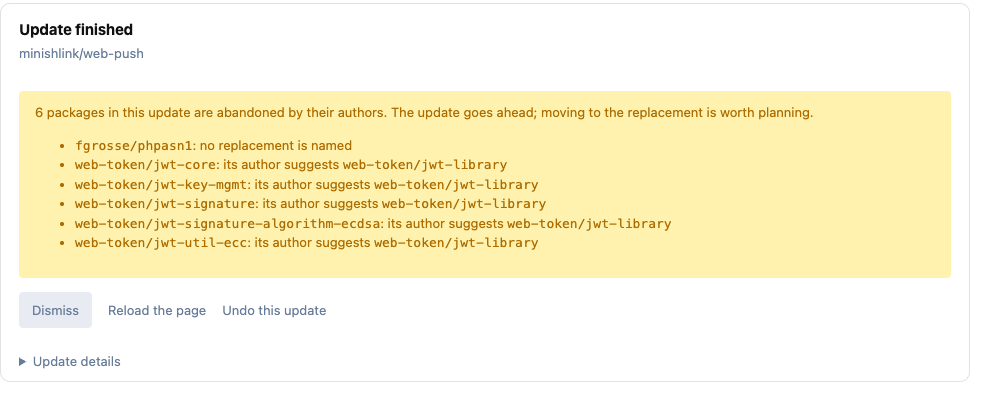 Update finished
minishlink/web-push
6 packages in this update are abandoned by their authors. The update goes ahead; moving to the replacement is worth planning.
• fgrosse/phpasn1: no replacement is named
• web-token/jwt-core: its author suggests web-token/jwt-library
• web-token/jwt-key-mgmt: its author suggests web-token/jwt-library
• web-token/jwt-signature: its author suggests web-token/jwt-library
• web-token/jwt-signature-algorithm-ecdsa: its author suggests web-token/jwt-library
• web-token/jwt-util-ecc: its author suggests web-token/jwt-library
Dismiss Reload the page Undo this update
Update details